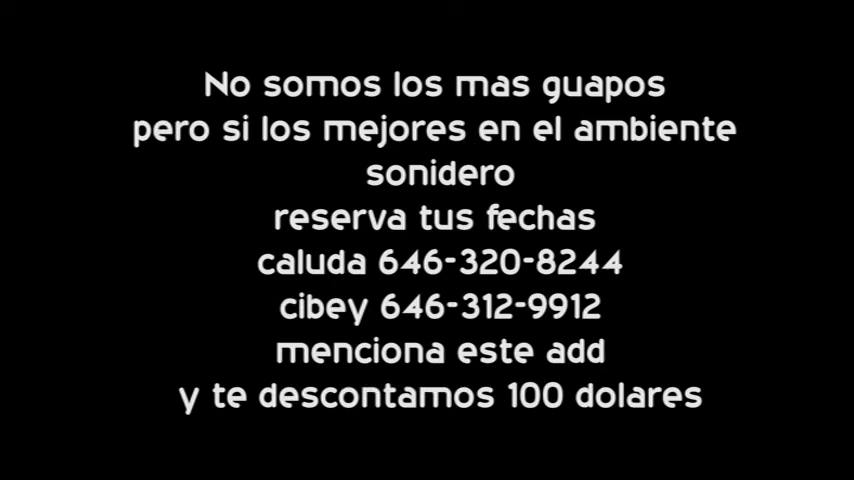 No somos los mas guapos
pero si los mejores en el ambiente
sonidero
reserva tus fechas
caluda 646-320-8244
cibey 646-312-9912
menciona este add
y te descontamos 100 dolares